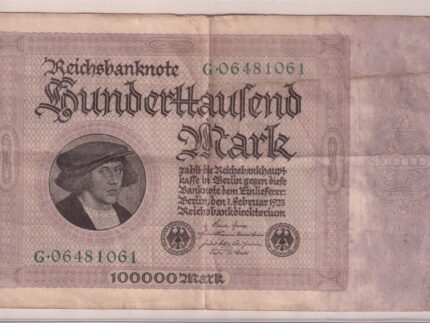 Reichsbanknote G·06481061
Hunderttausend
Mark
zahlt die Reichsbankhaupt
kasse in Berlin gegen diese
Banknote dem Einlieferer.
Berlin, den 1. Februar 1923
Reichsbankdirektorium
G·06481061
100000 Mark